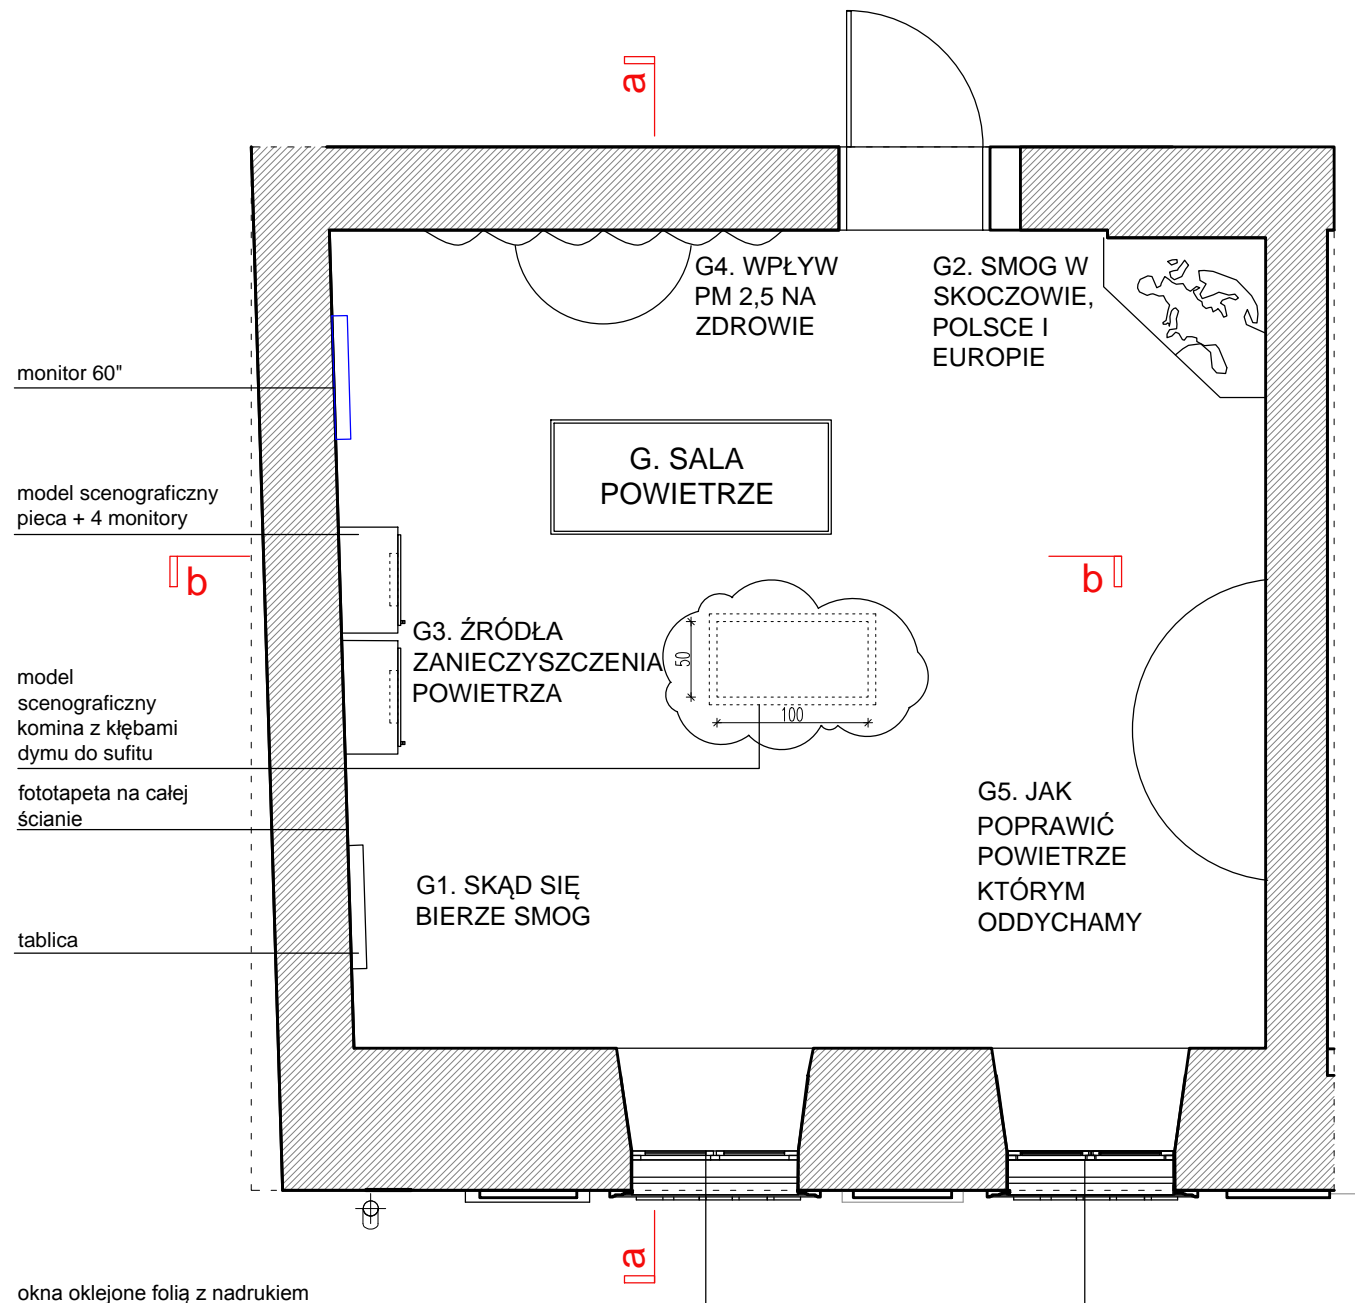 a
G4. WPŁYW
PM 2,5 NA
ZDROWIE
G2. SMOG W
SKOCZOWIE,
POLSCE I
EUROPIE
monitor 60"
G. SALA
POWIETRZE
model scenograficzny
pieca + 4 monitory
b
b
G3. ŹRÓDŁA
ZANIECZYSZCZENIA
POWIETRZA
50
100
model
scenograficzny
komina z kłębami
dymu do sufitu
fototapeta na całej
ścianie
G5. JAK
POPRAWIĆ
POWIETRZE
KTÓRYM
ODDYCHAMY
G1. SKĄD SIĘ
BIERZE SMOG
tablica
a
okna oklejone folią z nadrukiem